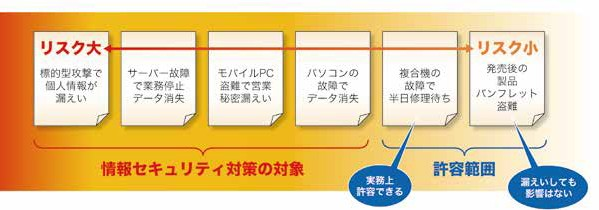 リスク大
リスク小
標的型攻撃で
個人情報が
漏えい
サーバー故障
で業務停止
データ消失
モバイルPC
盗難で営業
秘密漏えい
パソコンの
故障で
データ消失
複合機の
故障で
半日修理待ち
発売後の
製品
パンフレット
盗難
情報セキュリティ対策の対象
許容範囲
実務上
許容できる
漏えいしても
影響はない